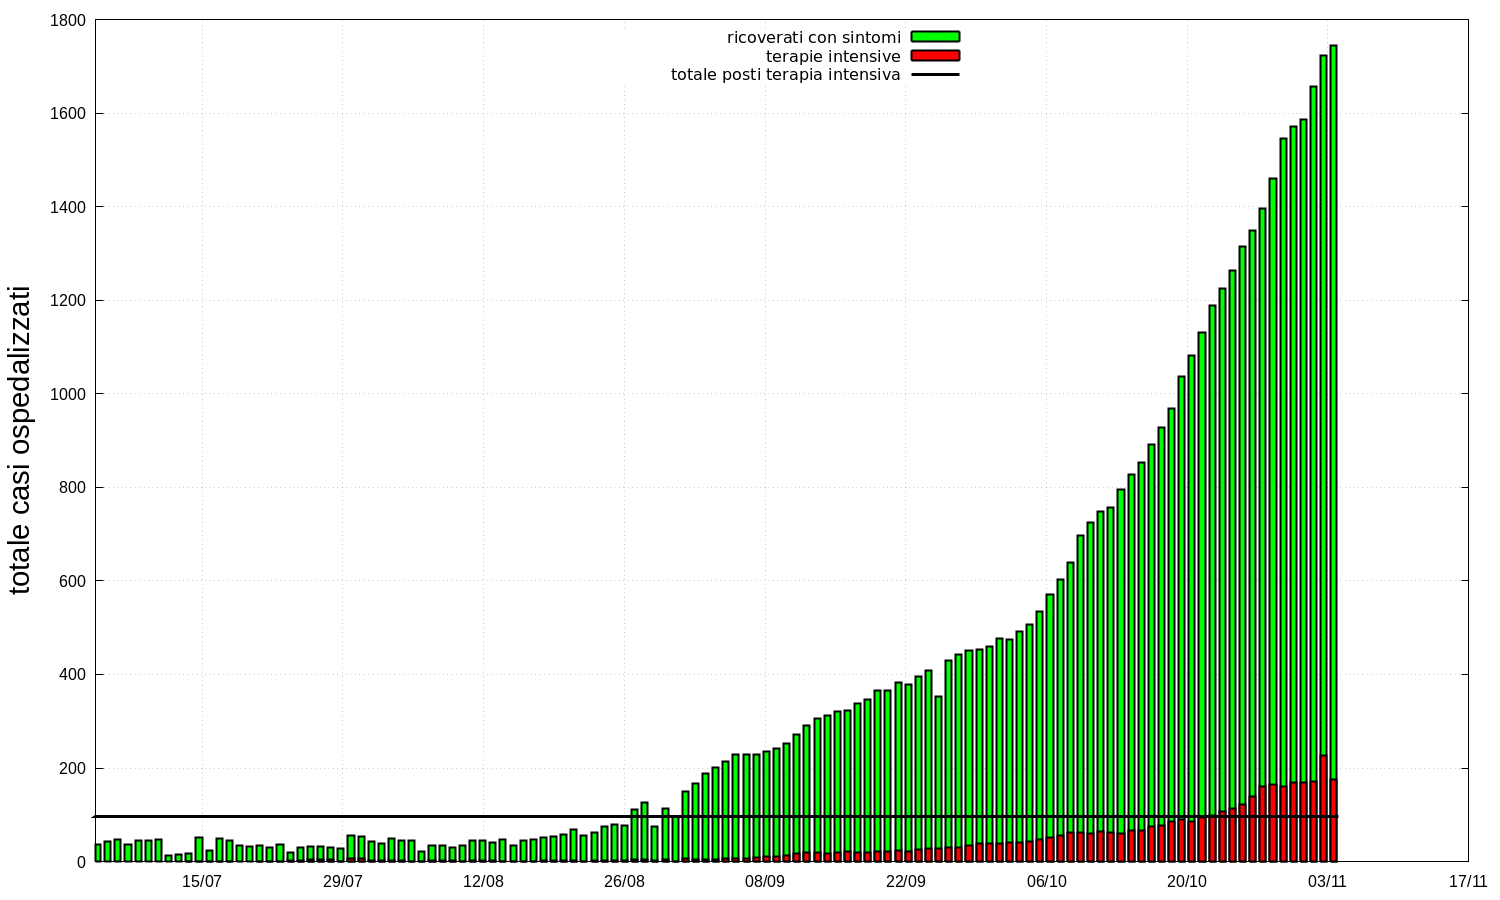 ricoverati con sintomi
terapie intensive
totale posti terapia intensiva
totale casi ospedalizzati
1800
1600
1400
1200
1000
800
600
400
200
0
15/07 29/07 12/08 26/08 08/09 22/09 06/10 20/10 03/11 17/11